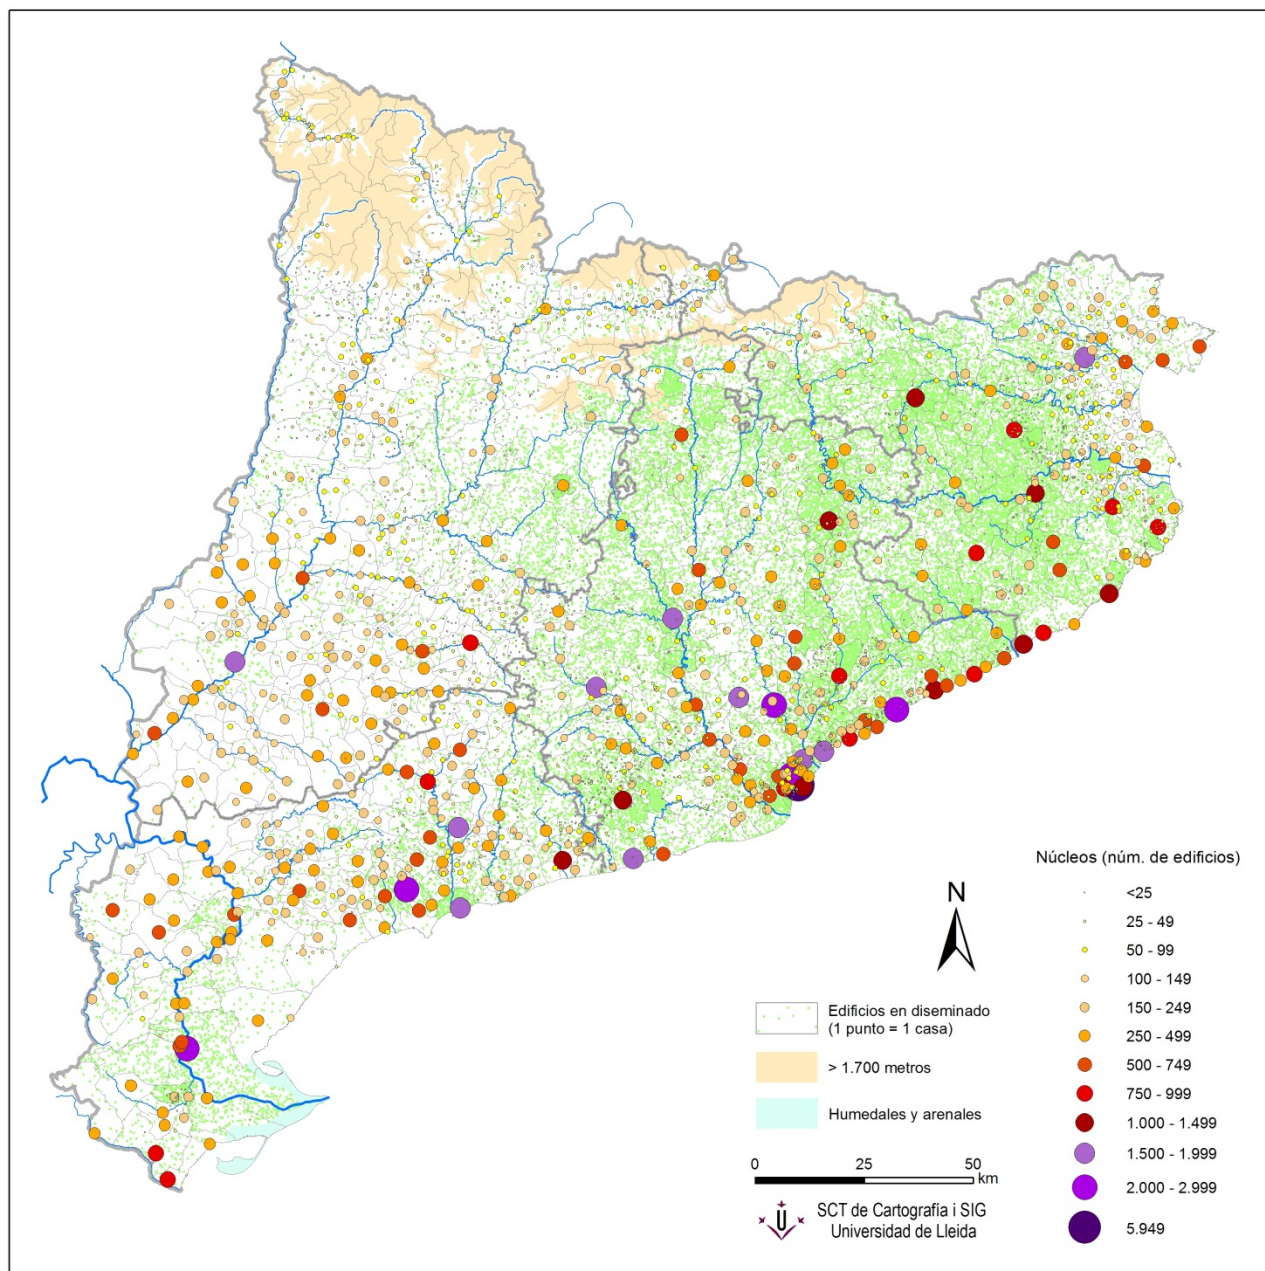 Núcleos (núm. de edificios)
<25
25 - 49
50 - 99
100 - 149
150 - 249
250 - 499
500 - 749
750 - 999
1.000 - 1.499
1.500 - 1.999
2.000 - 2.999
5.949
N
Edificios en diseminado
(1 punto = 1 casa)
> 1.700 metros
Humedales y arenales
0 25 50
km
SCT de Cartografía i SIG
Universidad de Lleida